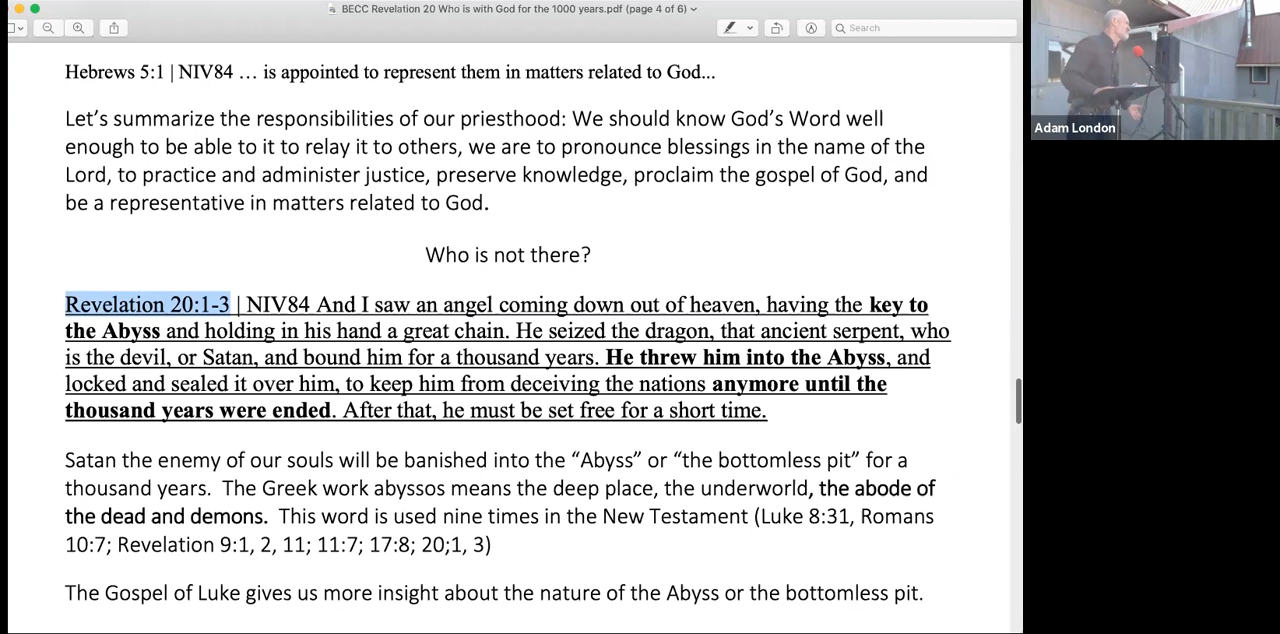 BECC Revelation 20 Who is with God for the 1000 years.pdf (page 4 of 6)
Search
Hebrews 5:1 | NIV84 … is appointed to represent them in matters related to God...
Let's summarize the responsibilities of our priesthood: We should know God's Word well
enough to be able to it to relay it to others, we are to pronounce blessings in the name of the
Lord, to practice and administer justice, preserve knowledge, proclaim the gospel of God, and
be a representative in matters related to God.
Who is not there?
Revelation 20:1-3 | NIV84 And I saw an angel coming down out of heaven, having the key to
the Abyss and holding in his hand a great chain. He seized the dragon, that ancient serpent, who
is the devil, or Satan, and bound him for a thousand years. He threw him into the Abyss, and
locked and sealed it over him, to keep him from deceiving the nations anymore until the
thousand years were ended. After that, he must be set free for a short time.
Satan the enemy of our souls will be banished into the "Abyss" or "the bottomless pit" for a
thousand years. The Greek work abyssos means the deep place, the underworld, the abode of
the dead and demons. This word is used nine times in the New Testament (Luke 8:31, Romans
10:7; Revelation 9:1, 2, 11; 11:7; 17:8; 20;1, 3)
The Gospel of Luke gives us more insight about the nature of the Abyss or the bottomless pit.
Adam London